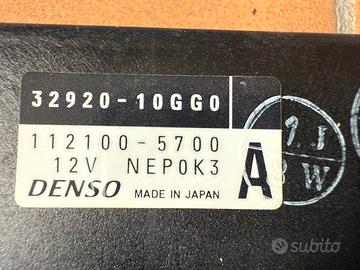 32920-10GG0
112100-5700
12V NEP0K3
A
DENSO MADE IN JAPAN
subito